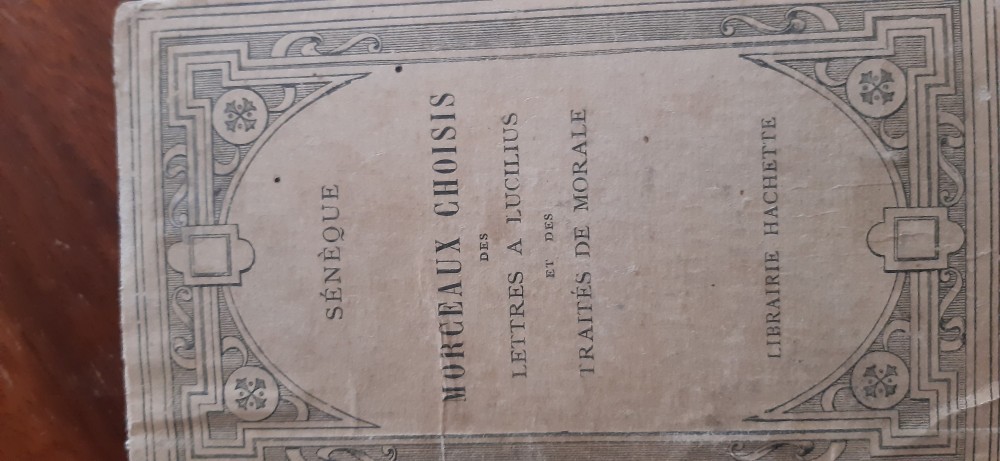 SÉNÈQUE
MORCEAUX CHOISIS
DES
LETTRES A LUCILIUS
ET DES
TRAITÉS DE MORALE
LIBRAIRIE HACHETTE